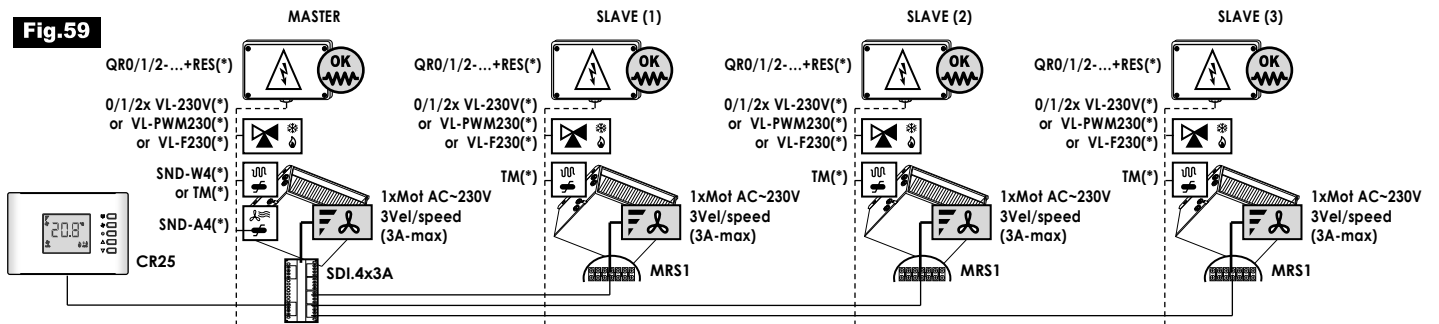 Fig.59
MASTER
QR0/1/2-...+RES(*)
OK
0/1/2x VL-230V(*)
or VL-PWM230(*)
or VL-F230(*)
SND-W4(*)
or TM(*)
SND-A4(*)
1xMot AC~230V
3Vel/speed
(3A-max)
20.8°
CR25
SDI.4x3A
SLAVE (1)
QR0/1/2-...+RES(*)
OK
0/1/2x VL-230V(*)
or VL-PWM230(*)
or VL-F230(*)
TM(*)
1xMot AC~230V
3Vel/speed
(3A-max)
MRS1
SLAVE (2)
QR0/1/2-...+RES(*)
OK
0/1/2x VL-230V(*)
or VL-PWM230(*)
or VL-F230(*)
TM(*)
1xMot AC~230V
3Vel/speed
(3A-max)
MRS1
SLAVE (3)
QR0/1/2-...+RES(*)
OK
0/1/2x VL-230V(*)
or VL-PWM230(*)
or VL-F230(*)
TM(*)
1xMot AC~230V
3Vel/speed
(3A-max)
MRS1